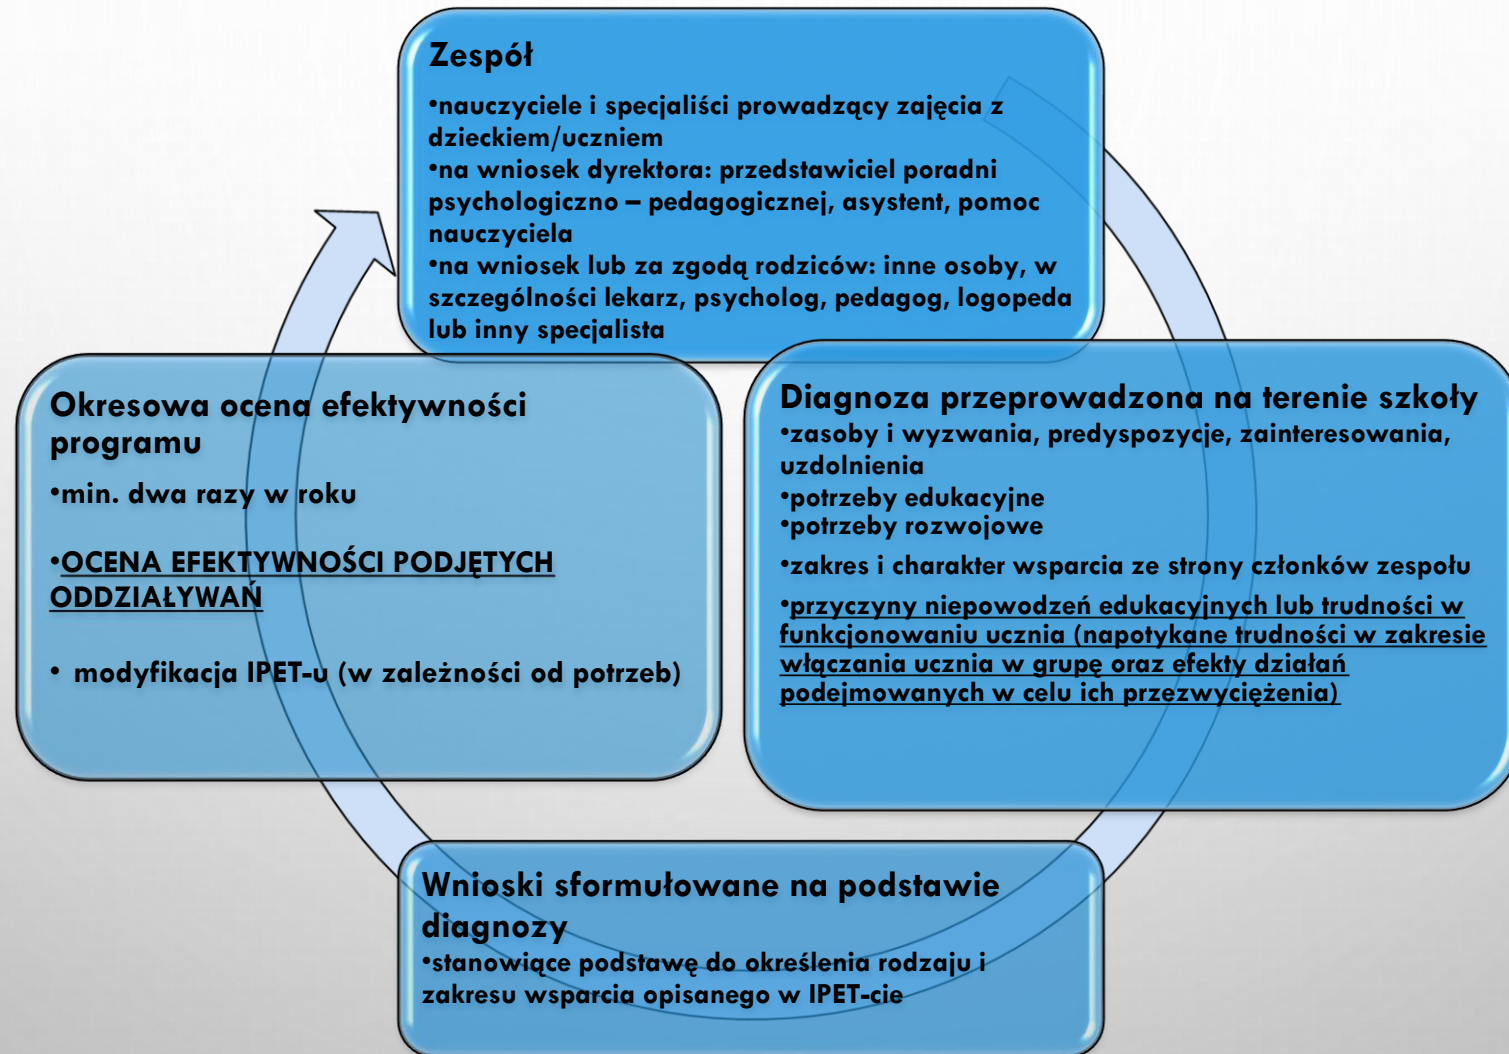 Zespół
•nauczyciele i specjaliści prowadzący zajęcia z
dzieckiem/uczniem
•na wniosek dyrektora: przedstawiciel poradni
psychologiczno – pedagogicznej, asystent, pomoc
nauczyciela
•na wniosek lub za zgodą rodziców: inne osoby, w
szczególności lekarz, psycholog, pedagog, logopeda
lub inny specjalista
Diagnoza przeprowadzona na terenie szkoły
•zasoby i wyzwania, predyspozycje, zainteresowania,
uzdolnienia
•potrzeby edukacyjne
•potrzeby rozwojowe
•zakres i charakter wsparcia ze strony członków zespołu
•przyczyny niepowodzeń edukacyjnych lub trudności w
funkcjonowaniu ucznia (napotykane trudności w zakresie
włączania ucznia w grupę oraz efekty działań
podejmowanych w celu ich przezwyciężenia)
Wnioski sformułowane na podstawie
diagnozy
•stanowiące podstawę do określenia rodzaju i
zakresu wsparcia opisanego w IPET-cie
Okresowa ocena efektywności
programu
•min. dwa razy w roku
•OCENA EFEKTYWNOŚCI PODJĘTYCH
ODDZIAŁYWAŃ
• modyfikacja IPET-u (w zależności od potrzeb)